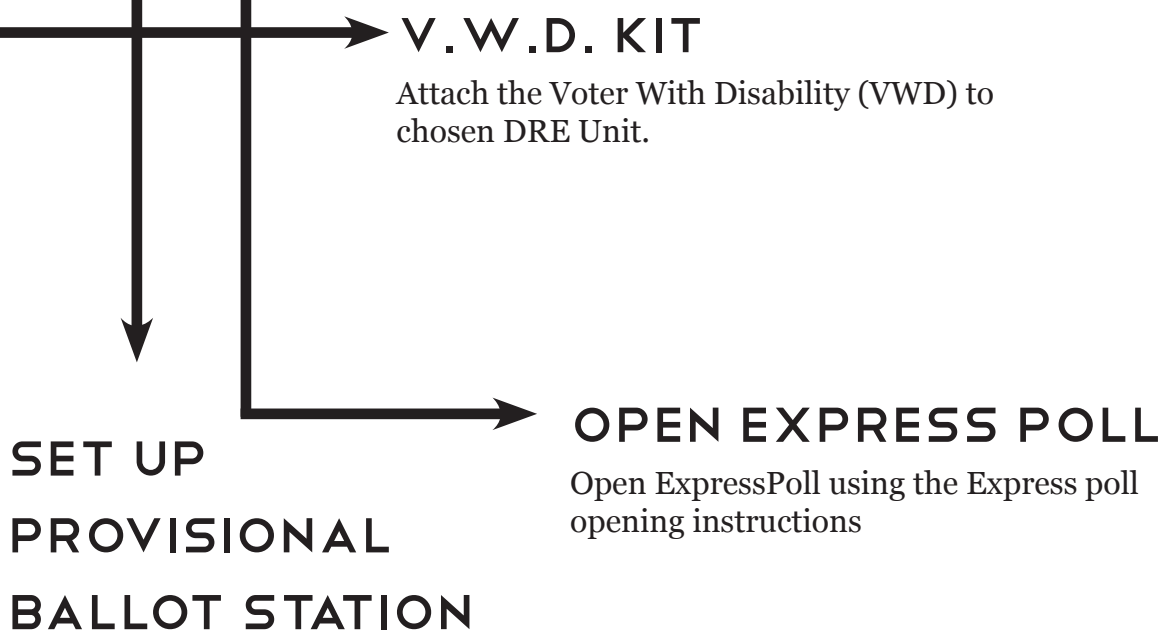 V.W.D. KIT
Attach the Voter With Disability (VWD) to
chosen DRE Unit.
OPEN EXPRESS POLL
Open ExpressPoll using the Express poll
opening instructions
SET UP
PROVISIONAL
BALLOT STATION